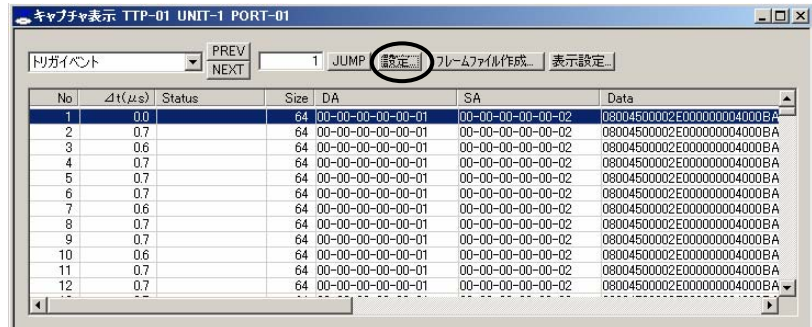 キャプチャ表示 TTP-01 UNIT-1 PORT-01
トリガイベント PREV NEXT 1 JUMP 設定... フレームファイル作成... 表示設定...
No ⊿t(μs) Status Size DA SA Data
1 0.0 64 00-00-00-00-00-01 00-00-00-00-00-02 08004500002E000000004000BA
2 0.7 64 00-00-00-00-00-01 00-00-00-00-00-02 08004500002E000000004000BA
3 0.6 64 00-00-00-00-00-01 00-00-00-00-00-02 08004500002E000000004000BA
4 0.7 64 00-00-00-00-00-01 00-00-00-00-00-02 08004500002E000000004000BA
5 0.7 64 00-00-00-00-00-01 00-00-00-00-00-02 08004500002E000000004000BA
6 0.7 64 00-00-00-00-00-01 00-00-00-00-00-02 08004500002E000000004000BA
7 0.6 64 00-00-00-00-00-01 00-00-00-00-00-02 08004500002E000000004000BA
8 0.7 64 00-00-00-00-00-01 00-00-00-00-00-02 08004500002E000000004000BA
9 0.7 64 00-00-00-00-00-01 00-00-00-00-00-02 08004500002E000000004000BA
10 0.6 64 00-00-00-00-00-01 00-00-00-00-00-02 08004500002E000000004000BA
11 0.7 64 00-00-00-00-00-01 00-00-00-00-00-02 08004500002E000000004000BA
12 0.7 64 00-00-00-00-00-01 00-00-00-00-00-02 08004500002E000000004000BA